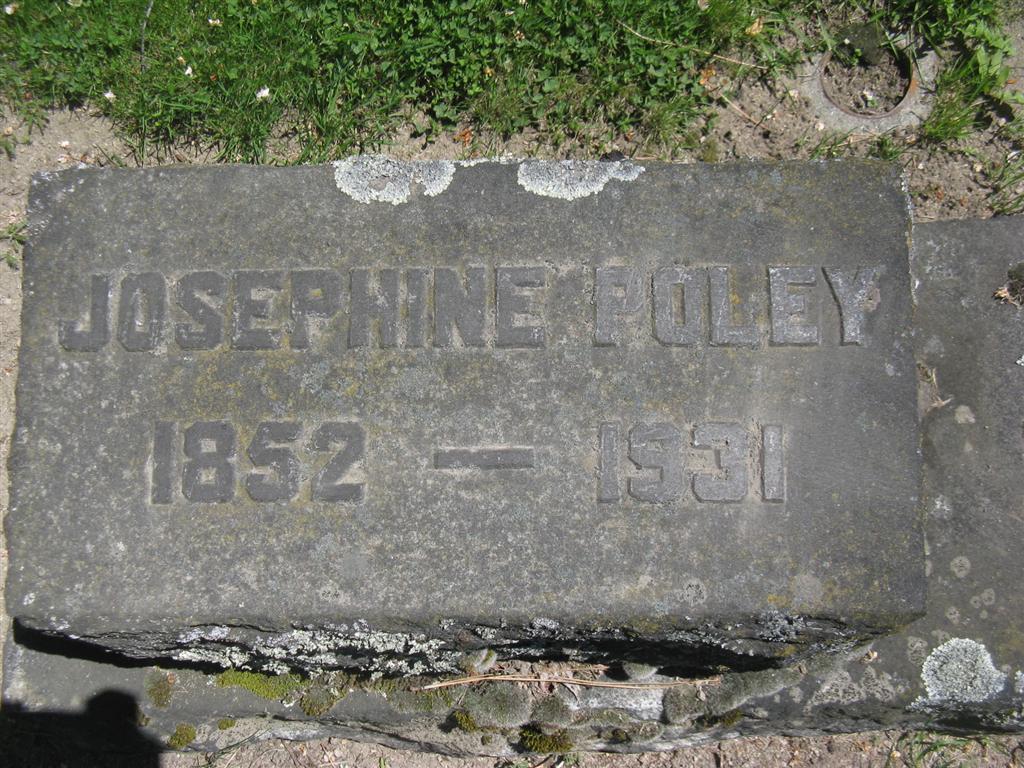 JOSEPHINE POLEY
1852 — 1931